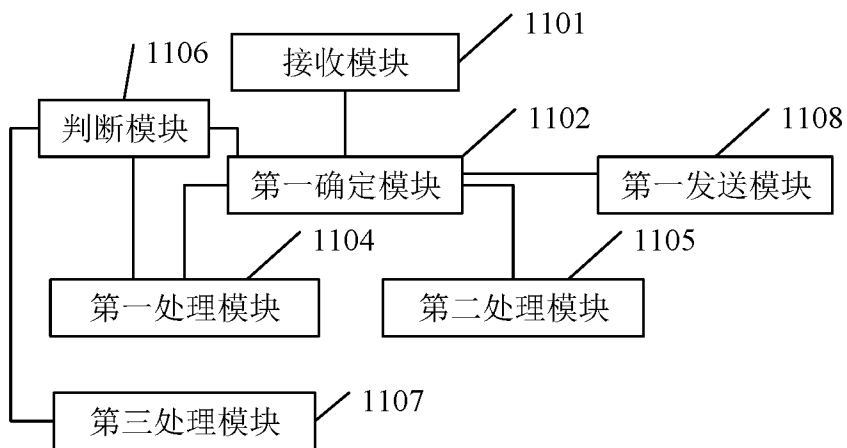 1101
1106
接收模块
判断模块
1102
1108
第一确定模块
第一发送模块
1104
1105
第一处理模块
第二处理模块
第三处理模块
1107